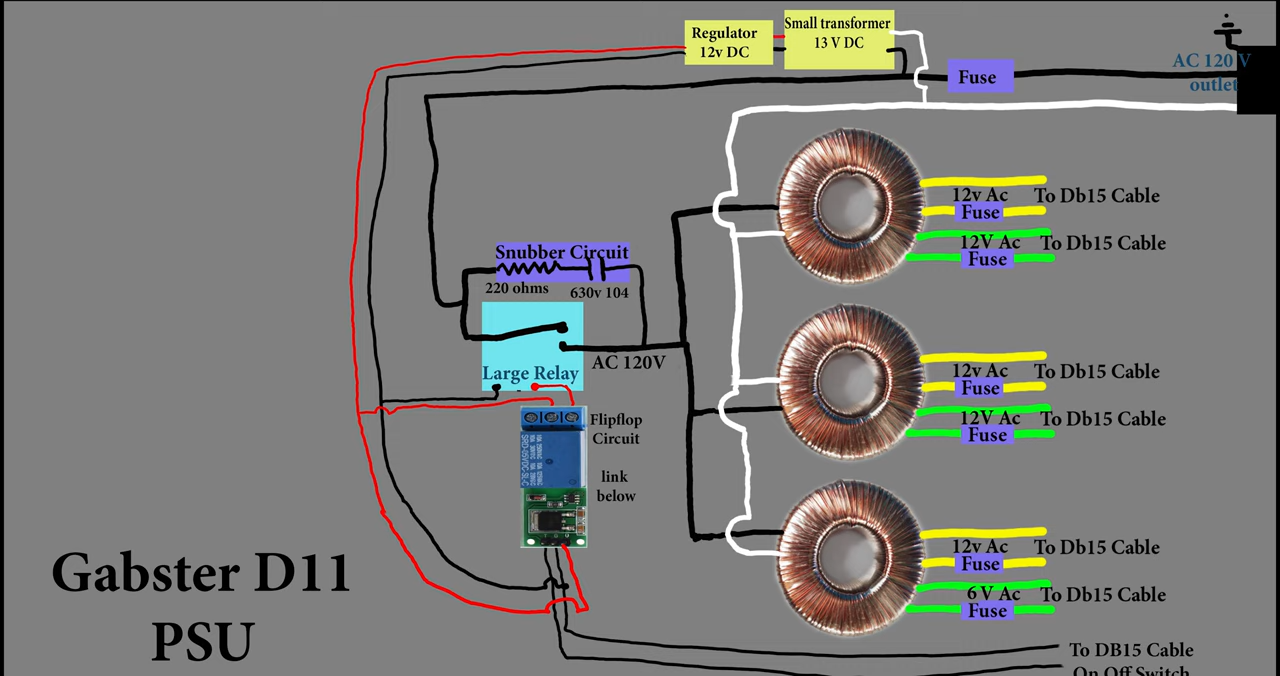 Regulator
12v DC
Small transformer
13 V DC
Fuse
AC 120 V
outlet
12v Ac
Fuse
To Db15 Cable
12V Ac
Fuse
To Db15 Cable
Snubber Circuit
220 ohms
630v 104
AC 120V
Large Relay
12v Ac
Fuse
To Db15 Cable
12V Ac
Fuse
To Db15 Cable
Flipflop
Circuit
link
below
12v Ac
Fuse
To Db15 Cable
6 V Ac
Fuse
To Db15 Cable
Gabster D11
PSU
To DB15 Cable
On Off Switch